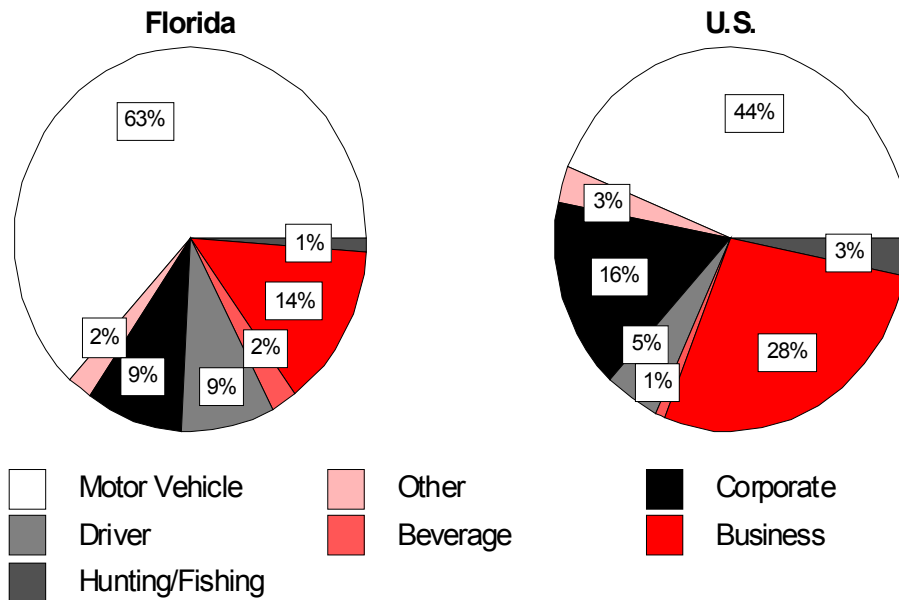 Florida
U.S.
63%
44%
1%
3%
3%
14%
16%
2%
2%
5%
28%
9%
9%
1%
Motor Vehicle
Other
Corporate
Driver
Beverage
Business
Hunting/Fishing